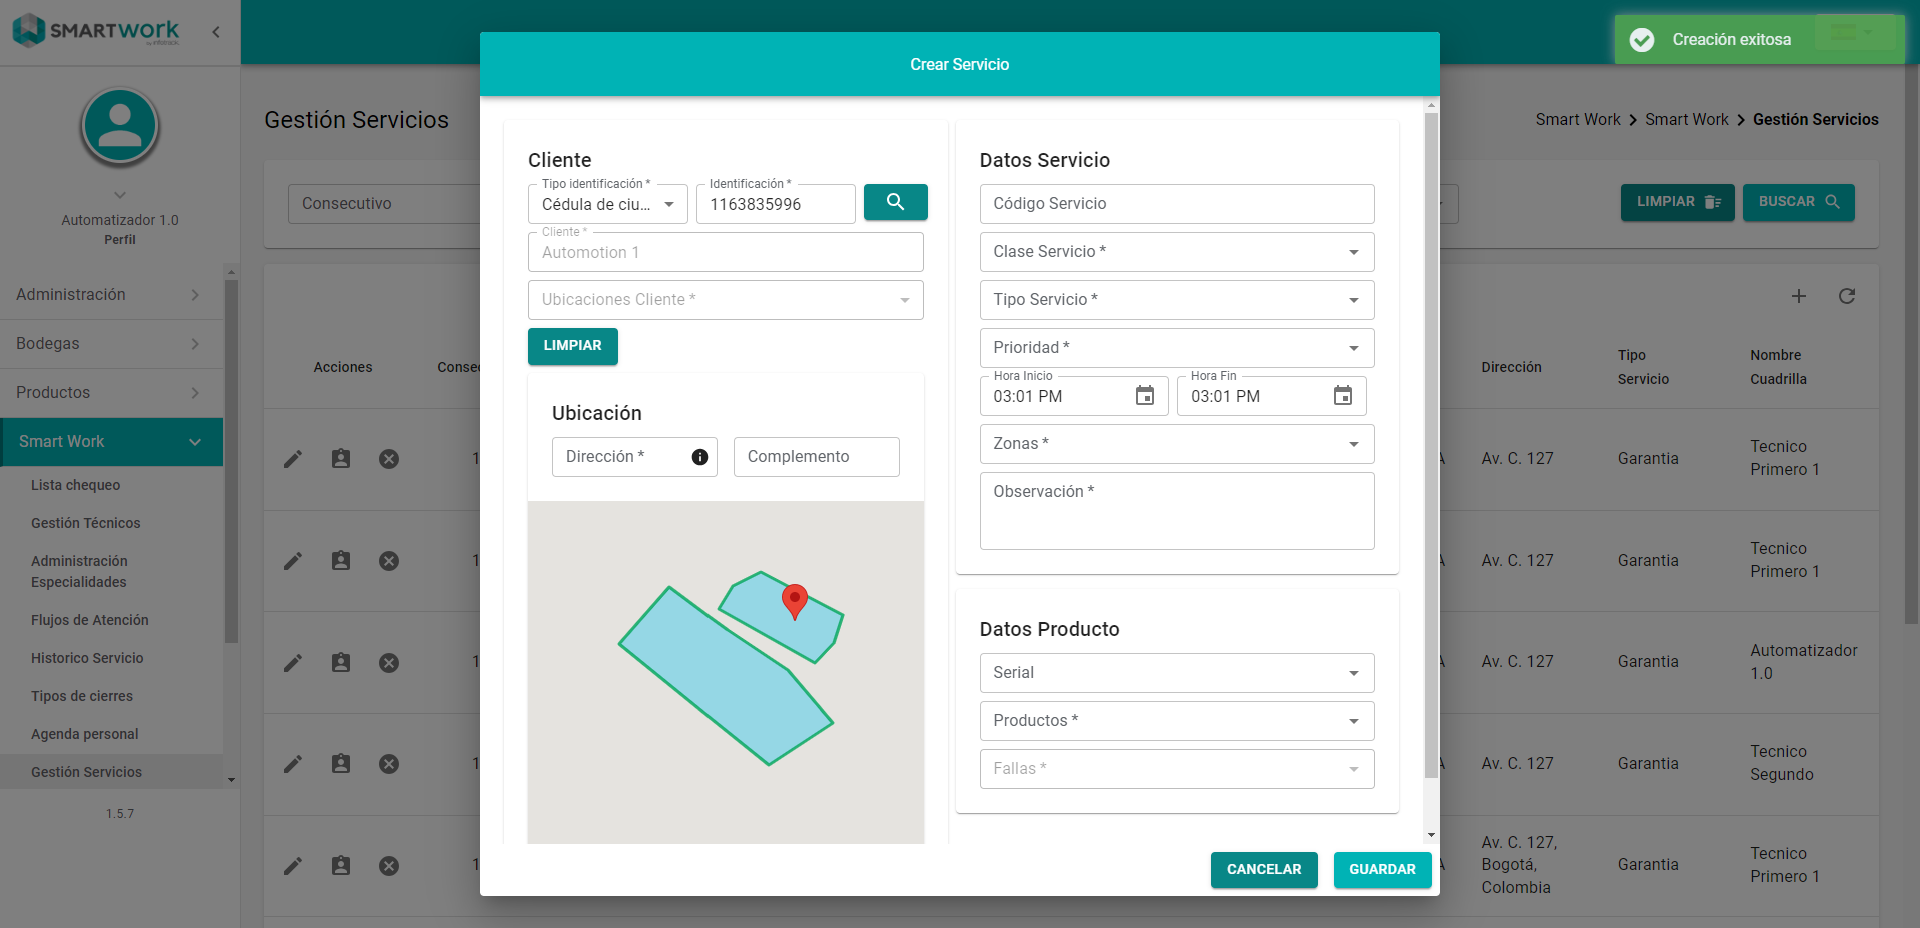 SMARTWORK
by infotrack
Automatizador 1.0
Perfil
Administración
Bodegas
Productos
Smart Work
Lista chequeo
Gestión Técnicos
Administración
Especialidades
Flujos de Atención
Historico Servicio
Tipos de cierres
Agenda personal
Gestión Servicios
1.5.7
Creación exitosa
Gestión Servicios
Smart Work
Smart Work
Gestión Servicios
Consecutivo
LIMPIAR
BUSCAR
Acciones
Dirección
Tipo
Servicio
Nombre
Cuadrilla
Av. C. 127
Garantia
Tecnico
Primero 1
Av. C. 127
Garantia
Tecnico
Primero 1
Av. C. 127
Garantia
Automatizador
1.0
Av. C. 127
Garantia
Tecnico
Segundo
Av. C. 127,
Bogotá,
Colombia
Garantia
Tecnico
Primero 1
Crear Servicio
Cliente
Tipo identificación *
Cédula de ciu...
Identificación *
1163835996
Cliente *
Automotion 1
Ubicaciones Cliente *
LIMPIAR
Ubicación
Dirección *
Complemento
Datos Servicio
Código Servicio
Clase Servicio *
Tipo Servicio *
Prioridad *
Hora Inicio
03:01 PM
Hora Fin
03:01 PM
Zonas *
Observación *
Datos Producto
Serial
Productos *
Fallas *
CANCELAR
GUARDAR